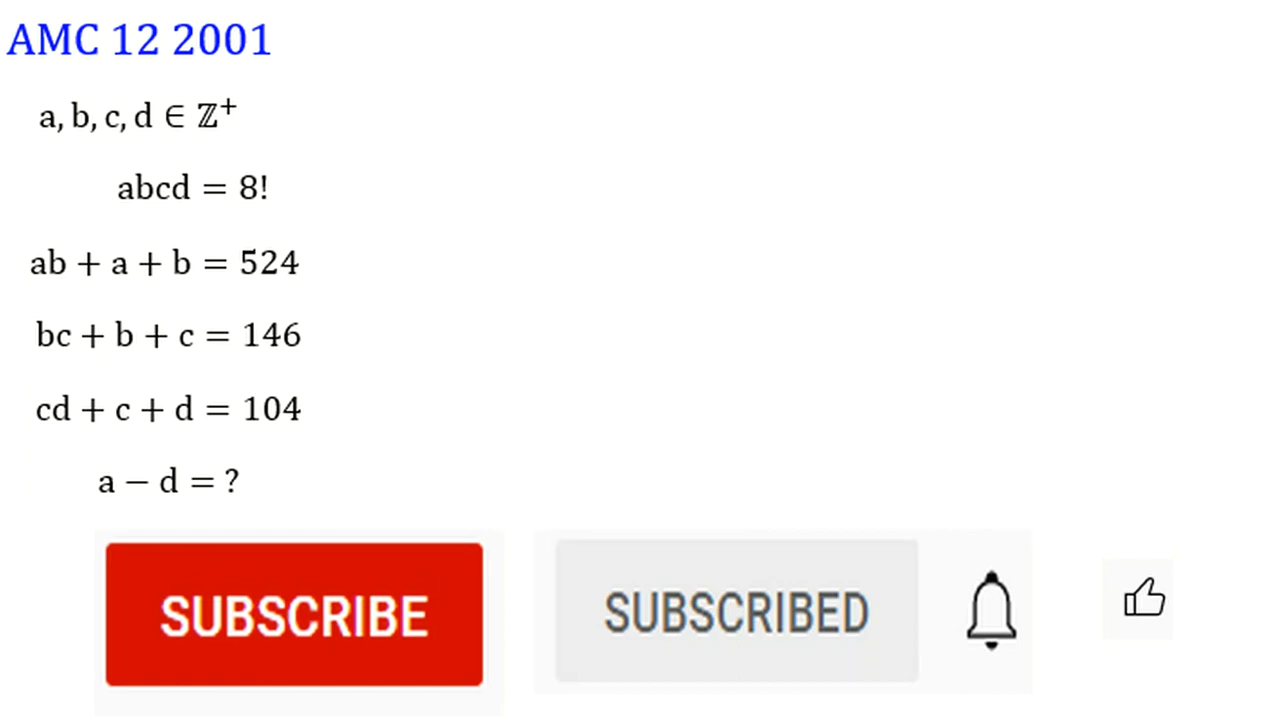 AMC 12 2001
a, b, c, d ∈ ℤ⁺
abcd = 8!
ab + a + b = 524
bc + b + c = 146
cd + c + d = 104
a − d = ?
SUBSCRIBE SUBSCRIBED